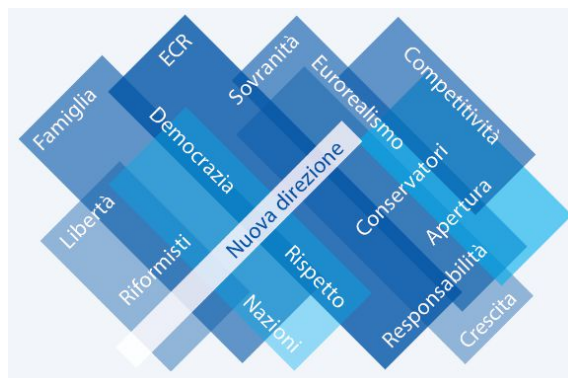 Famiglia
ECR
Sovranità
Eurorealismo
Competitività
Libertà
Democrazia
Nuova direzione
Conservatori
Apertura
Riformisti
Rispetto
Nazioni
Responsabilità
Crescita